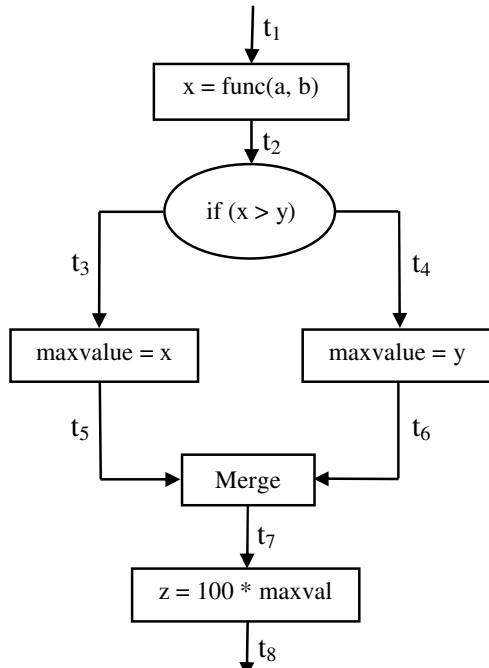 t1
x = func(a, b)
t2
if (x > y)
t3
t4
maxvalue = x
maxvalue = y
t5
t6
Merge
t7
z = 100 * maxval
t8